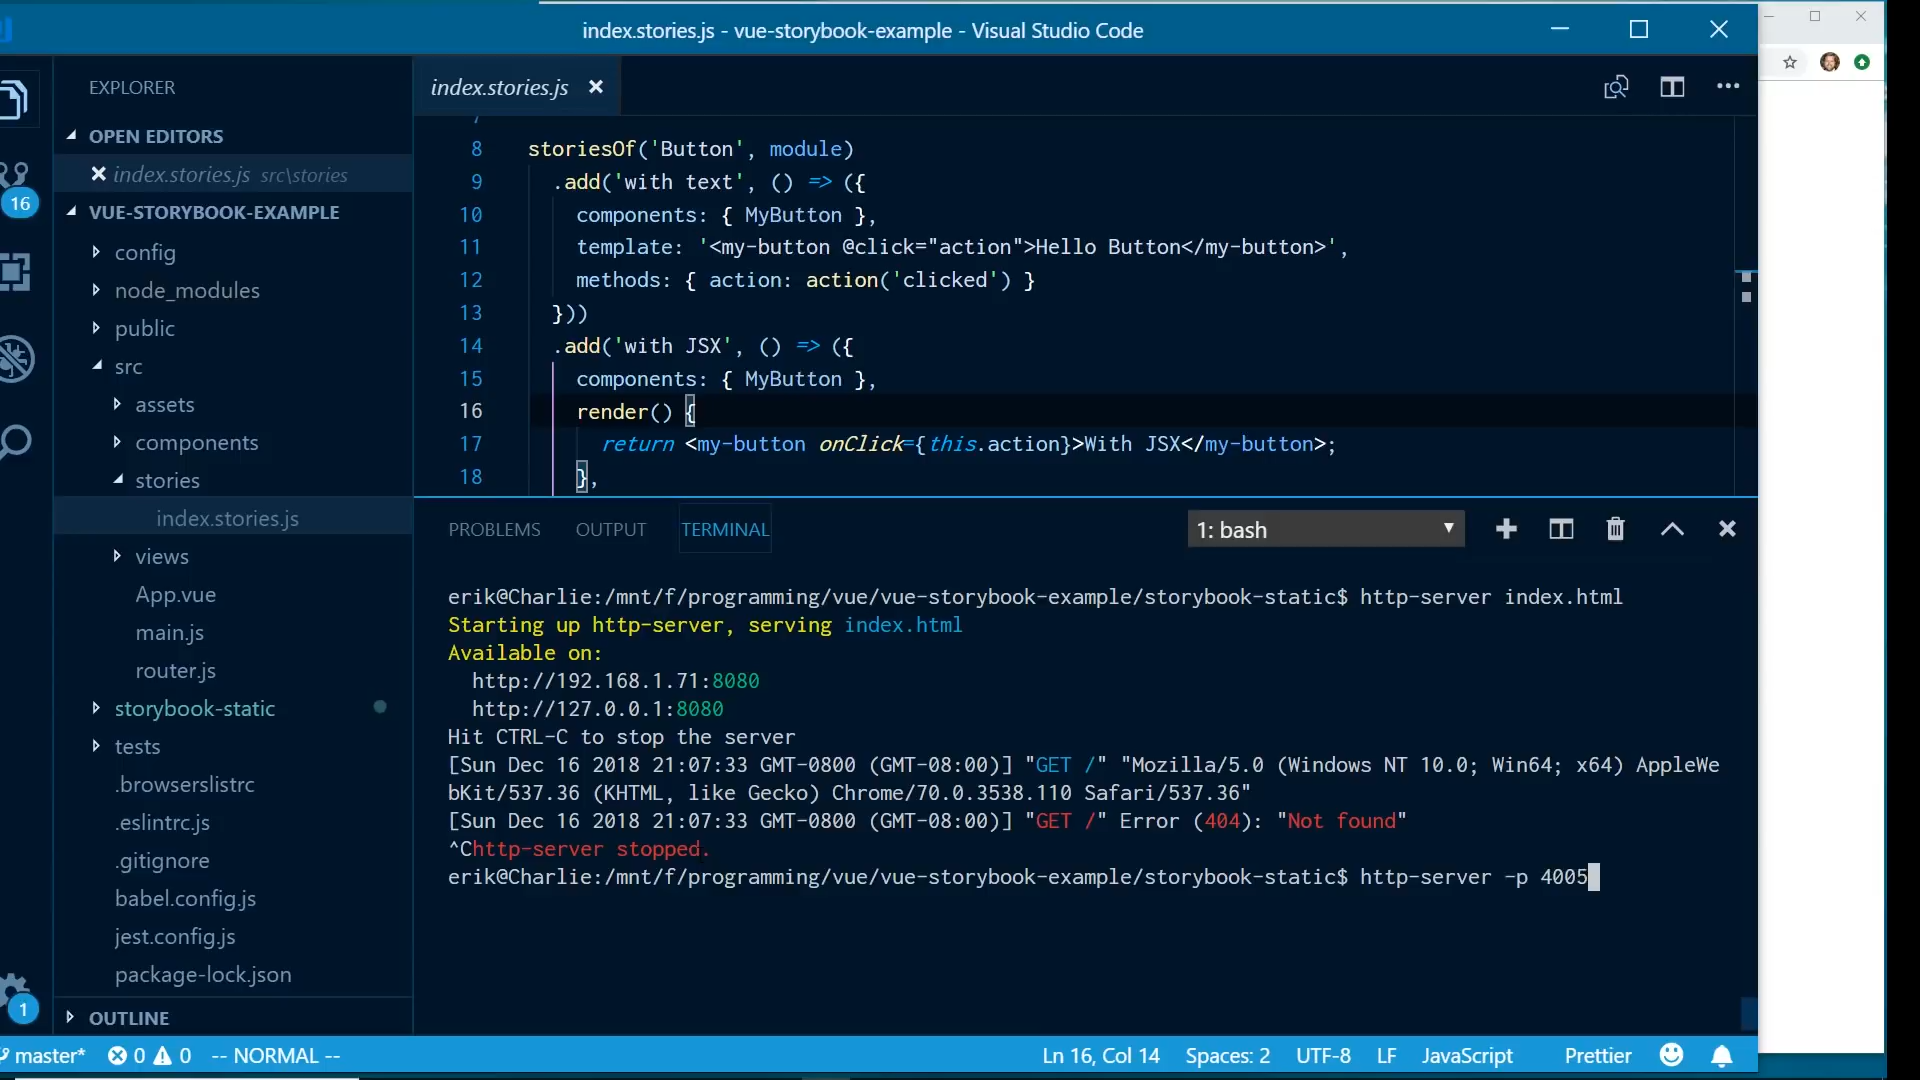 index.stories.js - vue-storybook-example - Visual Studio Code
EXPLORER
OPEN EDITORS
index.stories.js src\stories
16
VUE-STORYBOOK-EXAMPLE
config
node_modules
public
src
assets
components
stories
index.stories.js
views
App.vue
main.js
router.js
storybook-static
tests
.browserslistrc
.eslintrc.js
.gitignore
babel.config.js
jest.config.js
package-lock.json
1
OUTLINE
index.stories.js
8 storiesOf('Button', module)
9 .add('with text', () => ({
10 components: { MyButton },
11 template: '<my-button @click="action">Hello Button</my-button>',
12 methods: { action: action('clicked') }
13 }))
14 .add('with JSX', () => ({
15 components: { MyButton },
16 render() {
17 return <my-button onClick={this.action}>With JSX</my-button>;
18 },
PROBLEMS OUTPUT TERMINAL 1: bash
erik@Charlie:/mnt/f/programming/vue/vue-storybook-example/storybook-static$ http-server index.html
Starting up http-server, serving index.html
Available on:
http://192.168.1.71:8080
http://127.0.0.1:8080
Hit CTRL-C to stop the server
[Sun Dec 16 2018 21:07:33 GMT-0800 (GMT-08:00)] "GET /" "Mozilla/5.0 (Windows NT 10.0; Win64; x64) AppleWe
bKit/537.36 (KHTML, like Gecko) Chrome/70.0.3538.110 Safari/537.36"
[Sun Dec 16 2018 21:07:33 GMT-0800 (GMT-08:00)] "GET /" Error (404): "Not found"
^Chttp-server stopped.
erik@Charlie:/mnt/f/programming/vue/vue-storybook-example/storybook-static$ http-server -p 4005
master* 0 0 -- NORMAL -- Ln 16, Col 14 Spaces: 2 UTF-8 LF JavaScript Prettier